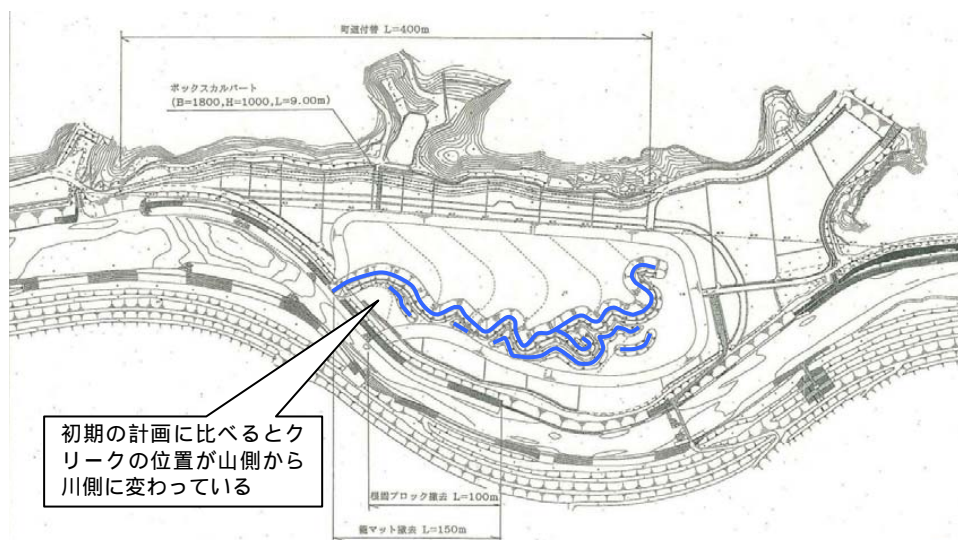 町道付替 L=400m
ボックスカルバート
(B=1800,H=1000,L=9.00m)
初期の計画に比べるとク
リークの位置が山側から
川側に変わっている
根固ブロック撤去 L=100m
籠マット撤去 L=150m